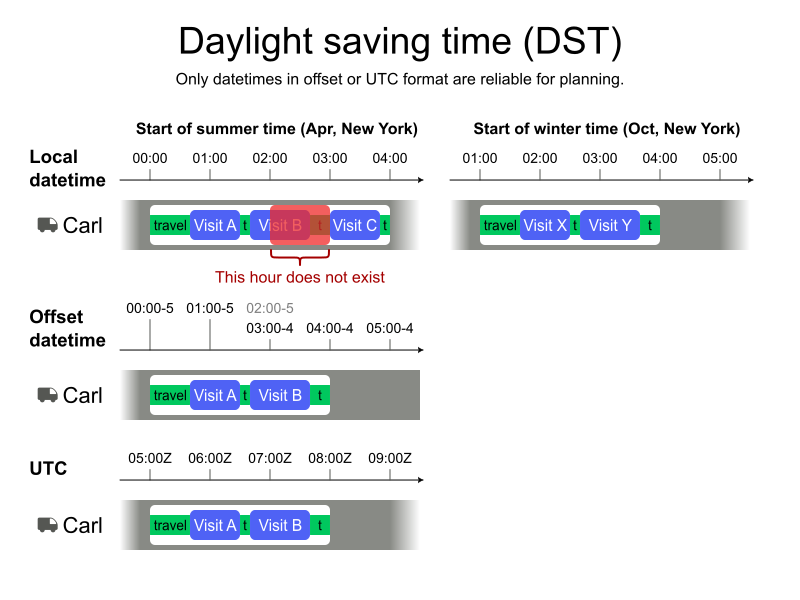 Daylight saving time (DST)
Only datetimes in offset or UTC format are reliable for planning.
Start of summer time (Apr, New York)
Local datetime
00:00 01:00 02:00 03:00 04:00
Carl
travel Visit A t Visit B t Visit C t
This hour does not exist
Start of winter time (Oct, New York)
01:00 02:00 03:00 04:00 05:00
travel Visit X t Visit Y t
Offset
datetime
00:00-5 01:00-5 02:00-5
03:00-4 04:00-4 05:00-4
Carl
travel Visit A t Visit B t
UTC
05:00Z 06:00Z 07:00Z 08:00Z 09:00Z
Carl
travel Visit A t Visit B t